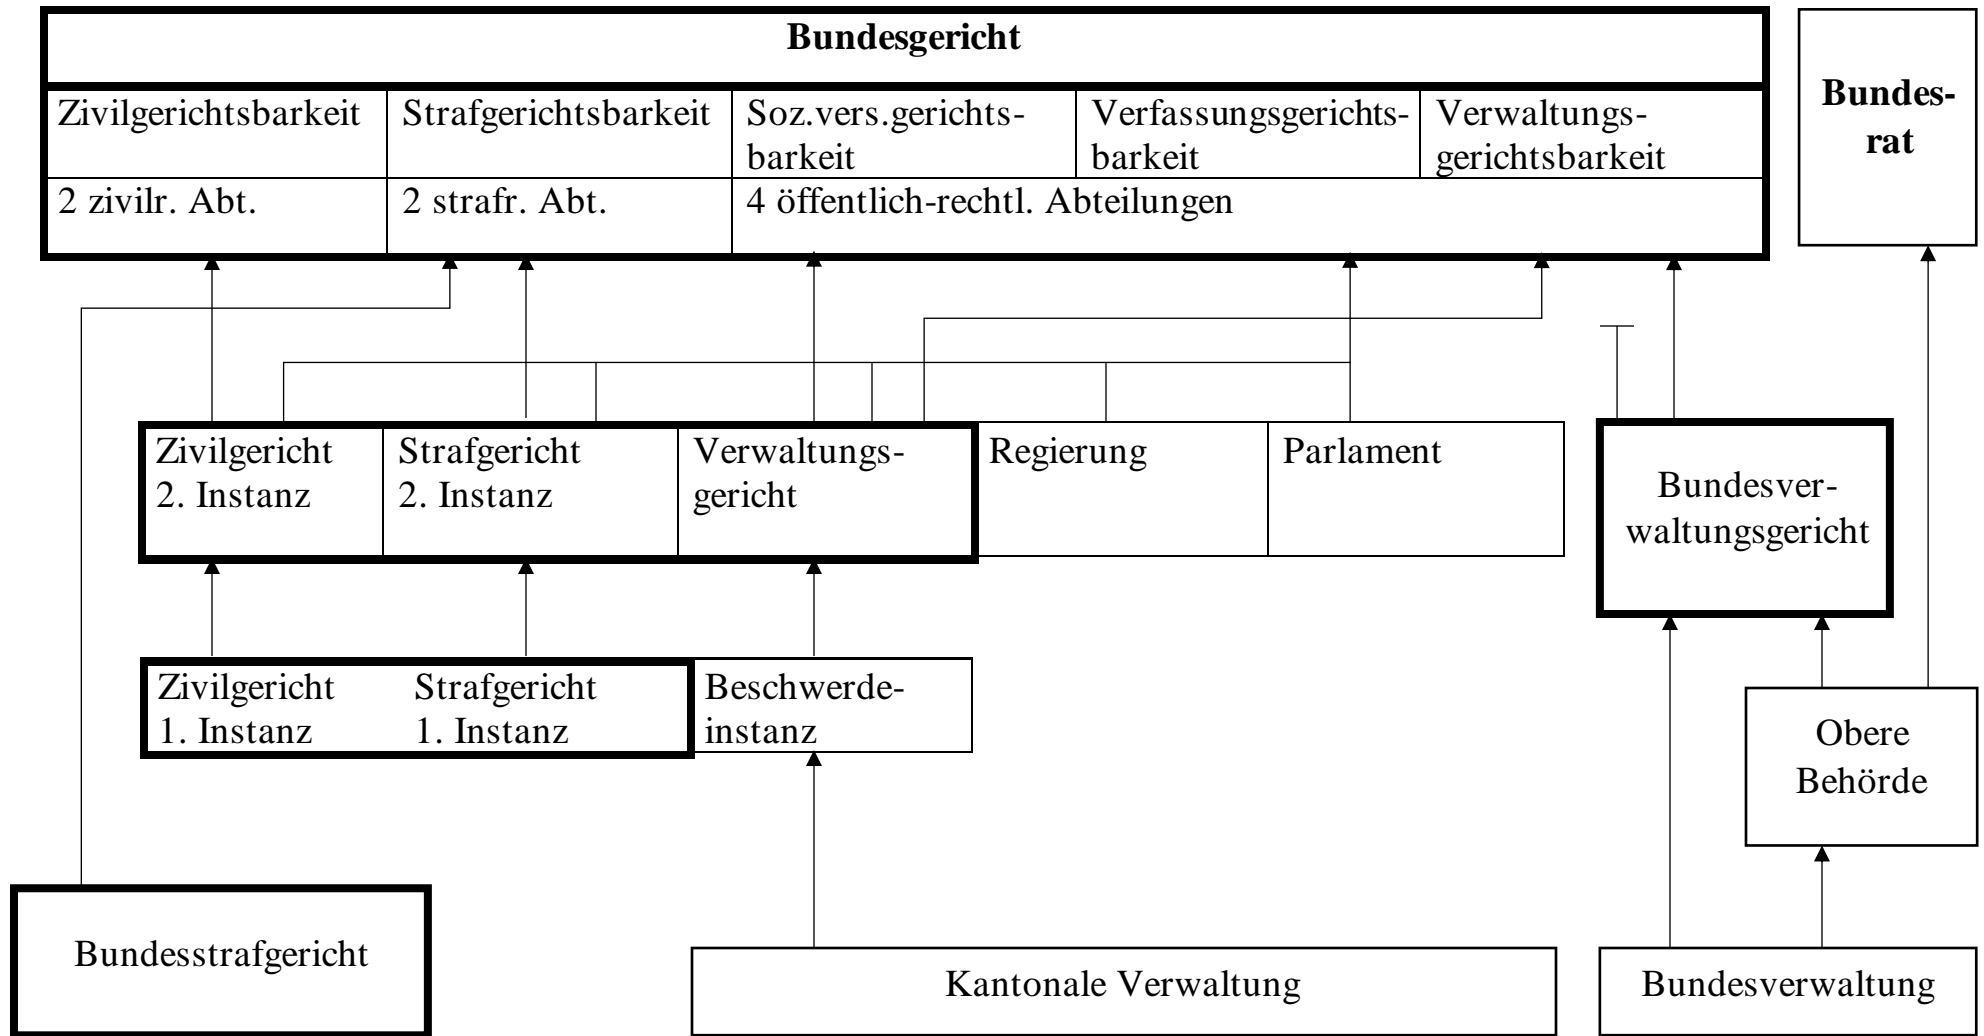 Bundesgericht
Bundes-
rat
Zivilgerichtsbarkeit
Strafgerichtsbarkeit
Soz.vers.gerichts-
barkeit
Verfassungsgerichts-
barkeit
Verwaltungs-
gerichtsbarkeit
2 zivilr. Abt.
2 strafr. Abt.
4 öffentlich-rechtl. Abteilungen
Zivilgericht
2. Instanz
Strafgericht
2. Instanz
Verwaltungs-
gericht
Regierung
Parlament
Bundesver-
waltungsgericht
Zivilgericht
1. Instanz
Strafgericht
1. Instanz
Beschwerde-
instanz
Obere
Behörde
Bundesstrafgericht
Kantonale Verwaltung
Bundesverwaltung